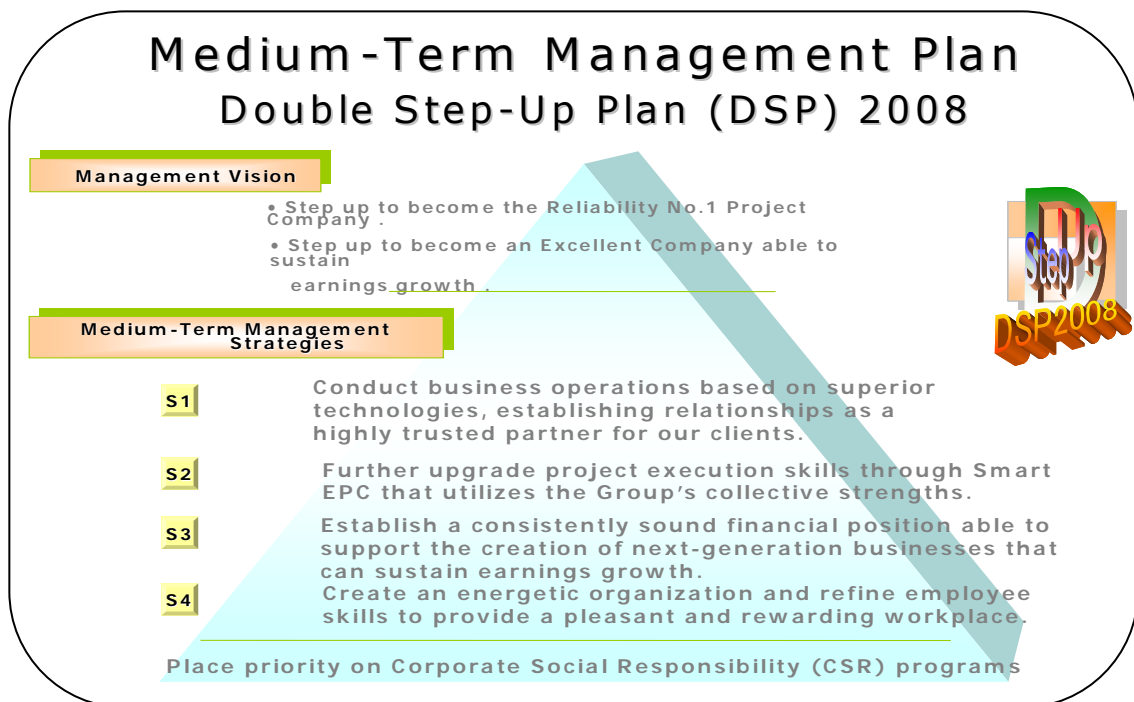 Medium-Term Management Plan
Double Step-Up Plan (DSP) 2008
Management Vision
• Step up to become the Reliability No.1 Project
Company .
• Step up to become an Excellent Company able to
sustain
earnings growth .
Medium-Term Management
Strategies
S1
Conduct business operations based on superior
technologies, establishing relationships as a
highly trusted partner for our clients.
S2
Further upgrade project execution skills through Smart
EPC that utilizes the Group’s collective strengths.
S3
Establish a consistently sound financial position able to
support the creation of next-generation businesses that
can sustain earnings growth.
S4
Create an energetic organization and refine employee
skills to provide a pleasant and rewarding workplace.
Place priority on Corporate Social Responsibility (CSR) programs
D
Step Up
DSP2008